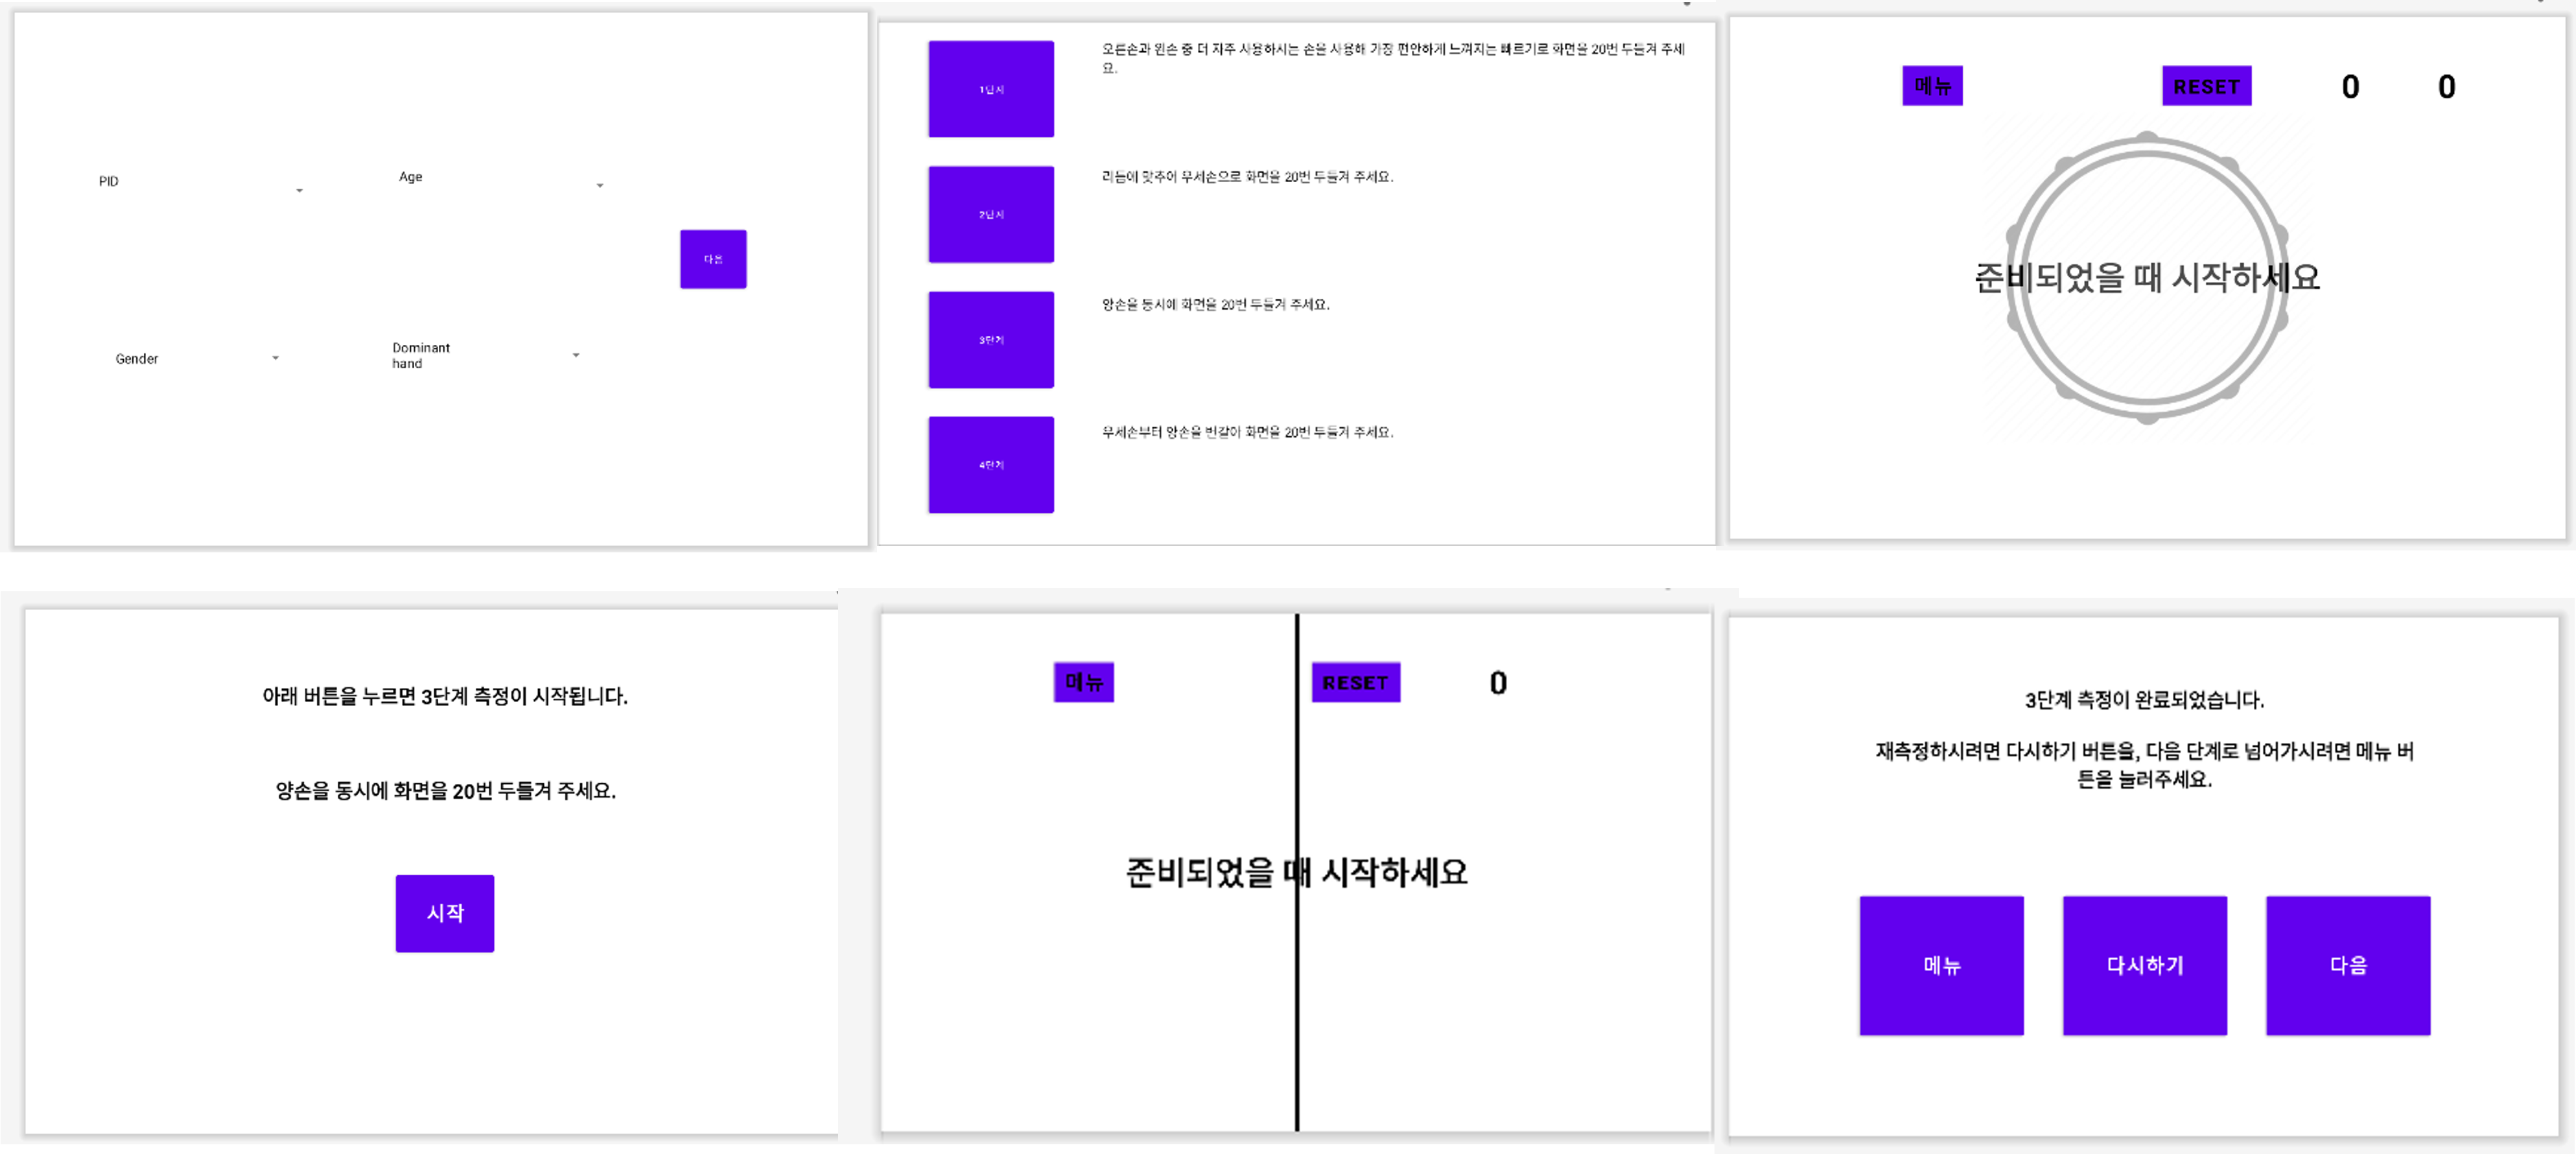 PID
Age
다음
Gender
Dominant
hand
1단계
오른손과 왼손 중 더 자주 사용하시는 손을 사용해 가장 편안하게 느껴지는 빠르기로 화면을 20번 두들겨 주세
요.
2단계
리듬에 맞추어 우세손으로 화면을 20번 두들겨 주세요.
3단계
양손을 동시에 화면을 20번 두들겨 주세요.
4단계
우세손부터 양손을 번갈아 화면을 20번 두들겨 주세요.
메뉴 RESET 0 0
준비되었을 때 시작하세요
아래 버튼을 누르면 3단계 측정이 시작됩니다.
양손을 동시에 화면을 20번 두들겨 주세요.
시작
메뉴 RESET 0
준비되었을 때 시작하세요
3단계 측정이 완료되었습니다.
재측정하시려면 다시하기 버튼을, 다음 단계로 넘어가시려면 메뉴 버
튼을 눌러주세요.
메뉴 다시하기 다음